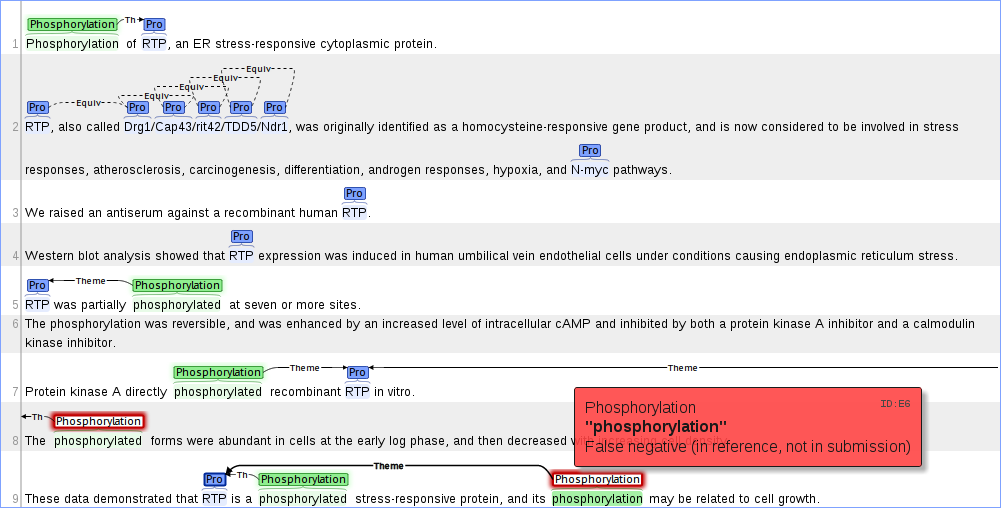 Phosphorylation Th Pro
1 Phosphorylation of RTP, an ER stress-responsive cytoplasmic protein.
Equiv
Equiv
Equiv
Pro Equiv Equiv Pro Pro Pro Pro Pro
2 RTP, also called Drg1/Cap43/rit42/TDD5/Ndr1, was originally identified as a homocysteine-responsive gene product, and is now considered to be involved in stress
Pro
responses, atherosclerosis, carcinogenesis, differentiation, androgen responses, hypoxia, and N-myc pathways.
Pro
3 We raised an antiserum against a recombinant human RTP.
Pro
4 Western blot analysis showed that RTP expression was induced in human umbilical vein endothelial cells under conditions causing endoplasmic reticulum stress.
Pro Theme Phosphorylation
5 RTP was partially phosphorylated at seven or more sites.
6 The phosphorylation was reversible, and was enhanced by an increased level of intracellular cAMP and inhibited by both a protein kinase A inhibitor and a calmodulin
kinase inhibitor.
Phosphorylation Theme Pro Theme
7 Protein kinase A directly phosphorylated recombinant RTP in vitro.
Phosphorylation ID:E6
"phosphorylation"
False negative (in reference, not in submission)
Th Phosphorylation
8 The phosphorylated forms were abundant in cells at the early log phase, and then decreased with increasing cell density.
Theme
Pro Th Phosphorylation Phosphorylation
9 These data demonstrated that RTP is a phosphorylated stress-responsive protein, and its phosphorylation may be related to cell growth.